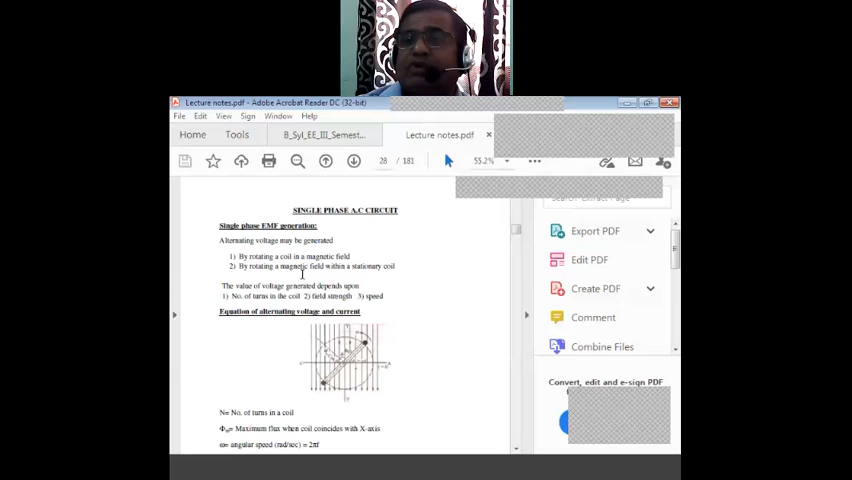 Lecture notes.pdf - Adobe Acrobat Reader DC (32-bit)
File Edit View Sign Window Help
Home Tools B_Syl_EE_III_Semest... Lecture notes.pdf ×
28 / 181 55.2%
SINGLE PHASE A.C CIRCUIT
Single phase EMF generation:
Alternating voltage may be generated
1) By rotating a coil in a magnetic field
2) By rotating a magnetic field within a stationary coil
The value of voltage generated depends upon
1) No. of turns in the coil 2) field strength 3) speed
Equation of alternating voltage and current
N= No. of turns in a coil
Φm= Maximum flux when coil coincides with X-axis
ω= angular speed (rad/sec) = 2πf
Export PDF
Edit PDF
Create PDF
Comment
Combine Files
Convert, edit and e-sign PDF